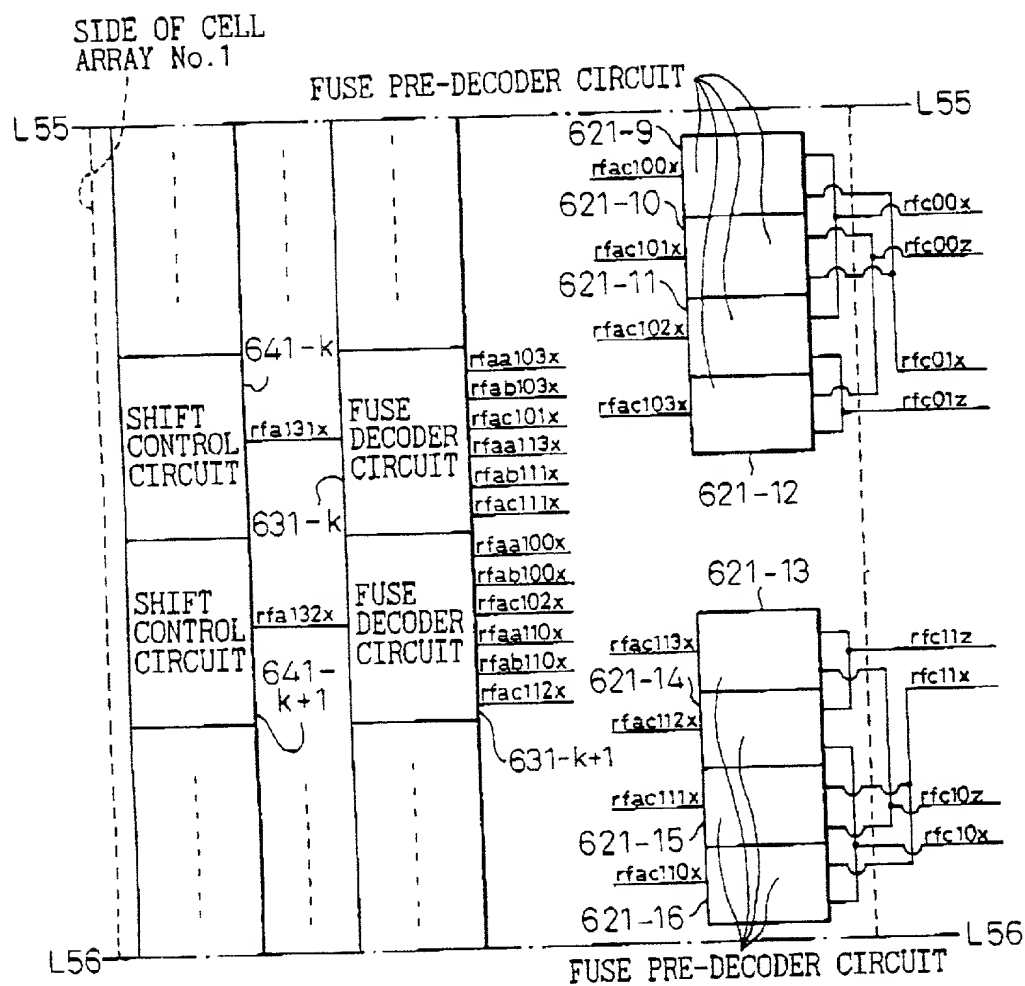 SIDE OF CELL
ARRAY No.1
FUSE PRE-DECODER CIRCUIT
L55
L55
621-9
rfac100x
621-10
rfac101x
621-11
rfac102x
rfac103x
621-12
rfc00x
rfc00z
rfc01x
rfc01z
641-k
SHIFT
CONTROL
CIRCUIT
rfa131x
631-k
FUSE
DECODER
CIRCUIT
rfaa103x
rfab103x
rfac101x
rfaa113x
rfab111x
rfac111x
SHIFT
CONTROL
CIRCUIT
rfa132x
641-
k+1
FUSE
DECODER
CIRCUIT
rfaa100x
rfab100x
rfac102x
rfaa110x
rfab110x
rfac112x
631-k+1
621-13
rfac113x
621-14
rfac112x
rfac111x
621-15
rfac110x
621-16
rfc11z
rfc11x
rfc10z
rfc10x
L56
L56
FUSE PRE-DECODER CIRCUIT